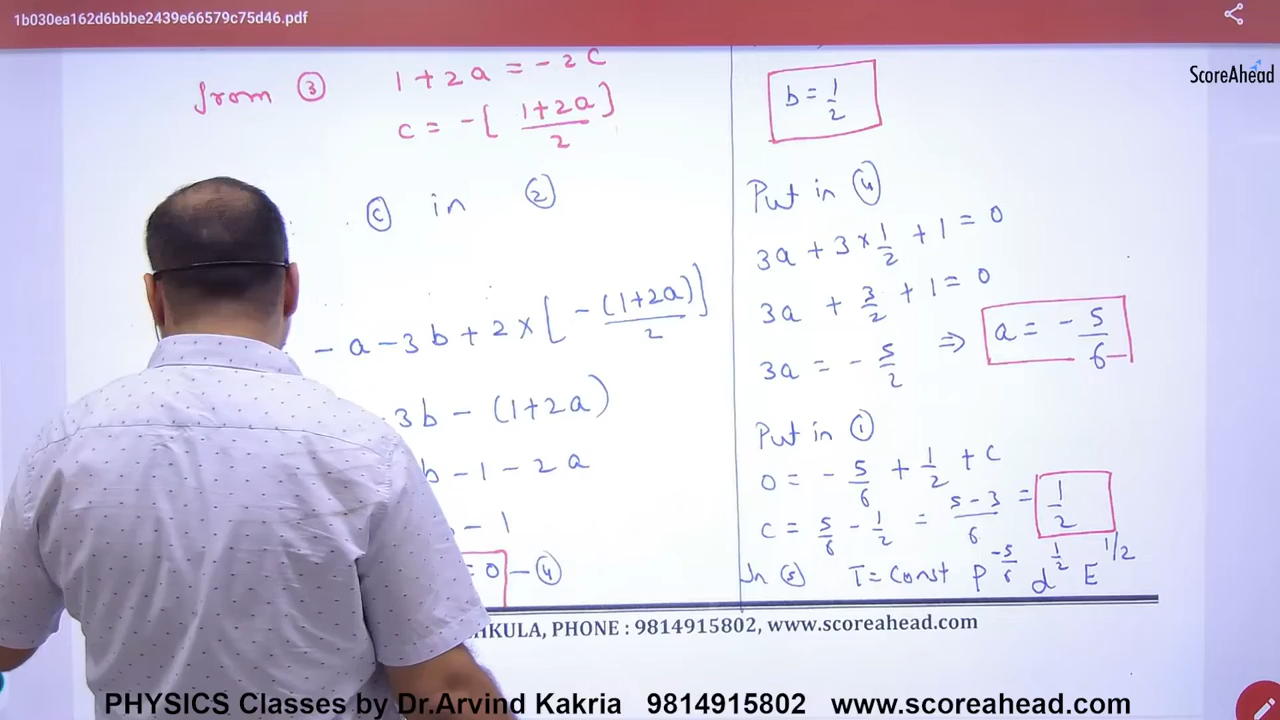 1b030ea162d6bbbe2439e66579c75d46.pdf
ScoreAhead
from ③ 1 + 2a = -2c
c = -[ (1+2a)/2 ]
ⓒ in ②
- a - 3b + 2 × [ - (1+2a)/2 ]
3b - (1+2a)
b - 1 - 2a
- 1
= 0 - ④
b = 1/2
Put in ④
3a + 3 × 1/2 + 1 = 0
3a + 3/2 + 1 = 0
3a = - 5/2 ⇒ a = - 5/6
Put in ①
0 = - 5/6 + 1/2 + c
c = 5/6 - 1/2 = (5-3)/6 = 1/2
In ⑤ T = Const P^(-5/6) d^(1/2) E^(1/2)
HKULA, PHONE : 9814915802, www.scoreahead.com
PHYSICS Classes by Dr.Arvind Kakria 9814915802 www.scoreahead.com